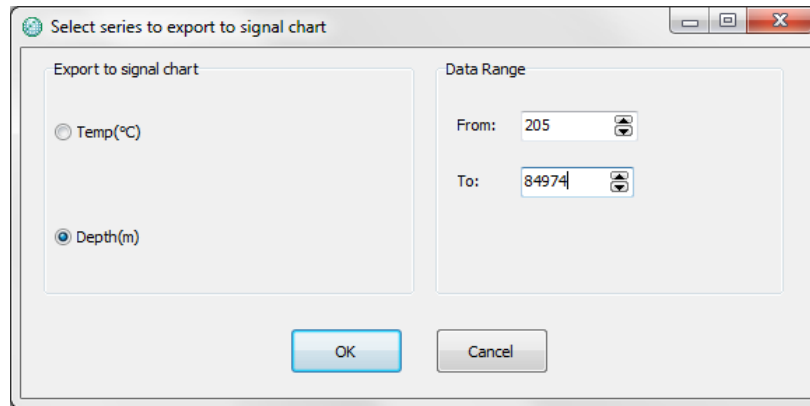 Select series to export to signal chart
Export to signal chart
Temp(°C)
Depth(m)
Data Range
From: 205
To: 84974
OK
Cancel